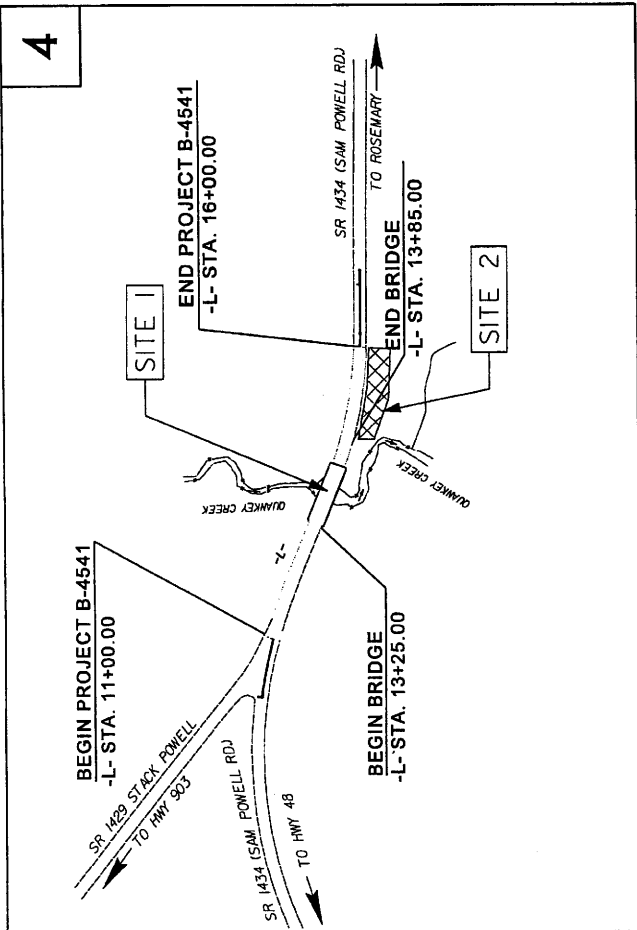 4
BEGIN PROJECT B-4541
-L- STA. 11+00.00
SITE 1
END PROJECT B-4541
-L- STA. 16+00.00
SR 1429 STACK POWELL
TO HWY 903
SR 1434 (SAM POWELL RD.)
TO HWY 48
-L-
QUANKEY CREEK
SR 1434 (SAM POWELL RD.)
TO ROSEMARY
BEGIN BRIDGE
-L- STA. 13+25.00
END BRIDGE
-L- STA. 13+85.00
QUANKEY CREEK
SITE 2